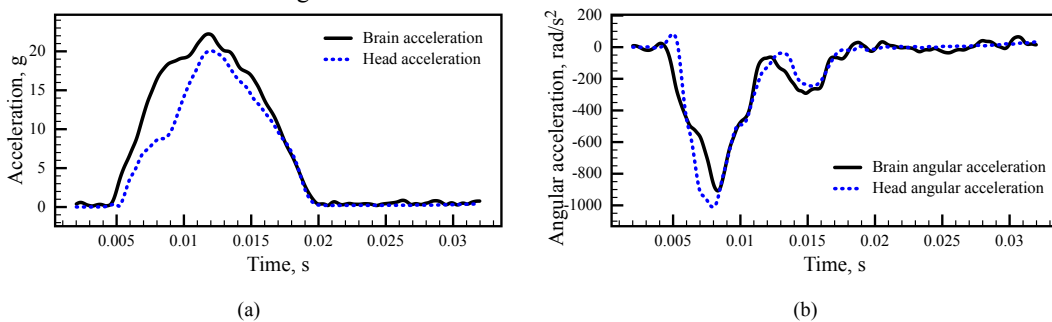 Acceleration, g
20
15
10
5
0
Brain acceleration
Head acceleration
0.005 0.01 0.015 0.02 0.025 0.03
Time, s
(a)
Angular acceleration, rad/s²
200
0
-200
-400
-600
-800
-1000
Brain angular acceleration
Head angular acceleration
0.005 0.01 0.015 0.02 0.025 0.03
Time, s
(b)